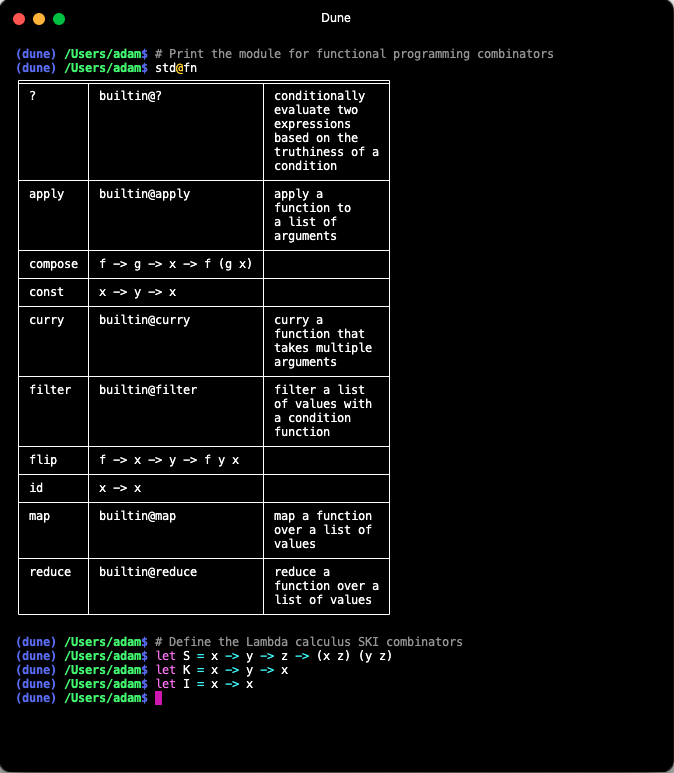 Dune
(dune) /Users/adam$ # Print the module for functional programming combinators
(dune) /Users/adam$ std@fn
? builtin@? conditionally
evaluate two
expressions
based on the
truthiness of a
condition
apply builtin@apply apply a
function to
a list of
arguments
compose f -> g -> x -> f (g x)
const x -> y -> x
curry builtin@curry curry a
function that
takes multiple
arguments
filter builtin@filter filter a list
of values with
a condition
function
flip f -> x -> y -> f y x
id x -> x
map builtin@map map a function
over a list of
values
reduce builtin@reduce reduce a
function over a
list of values
(dune) /Users/adam$ # Define the Lambda calculus SKI combinators
(dune) /Users/adam$ let S = x -> y -> z -> (x z) (y z)
(dune) /Users/adam$ let K = x -> y -> x
(dune) /Users/adam$ let I = x -> x
(dune) /Users/adam$